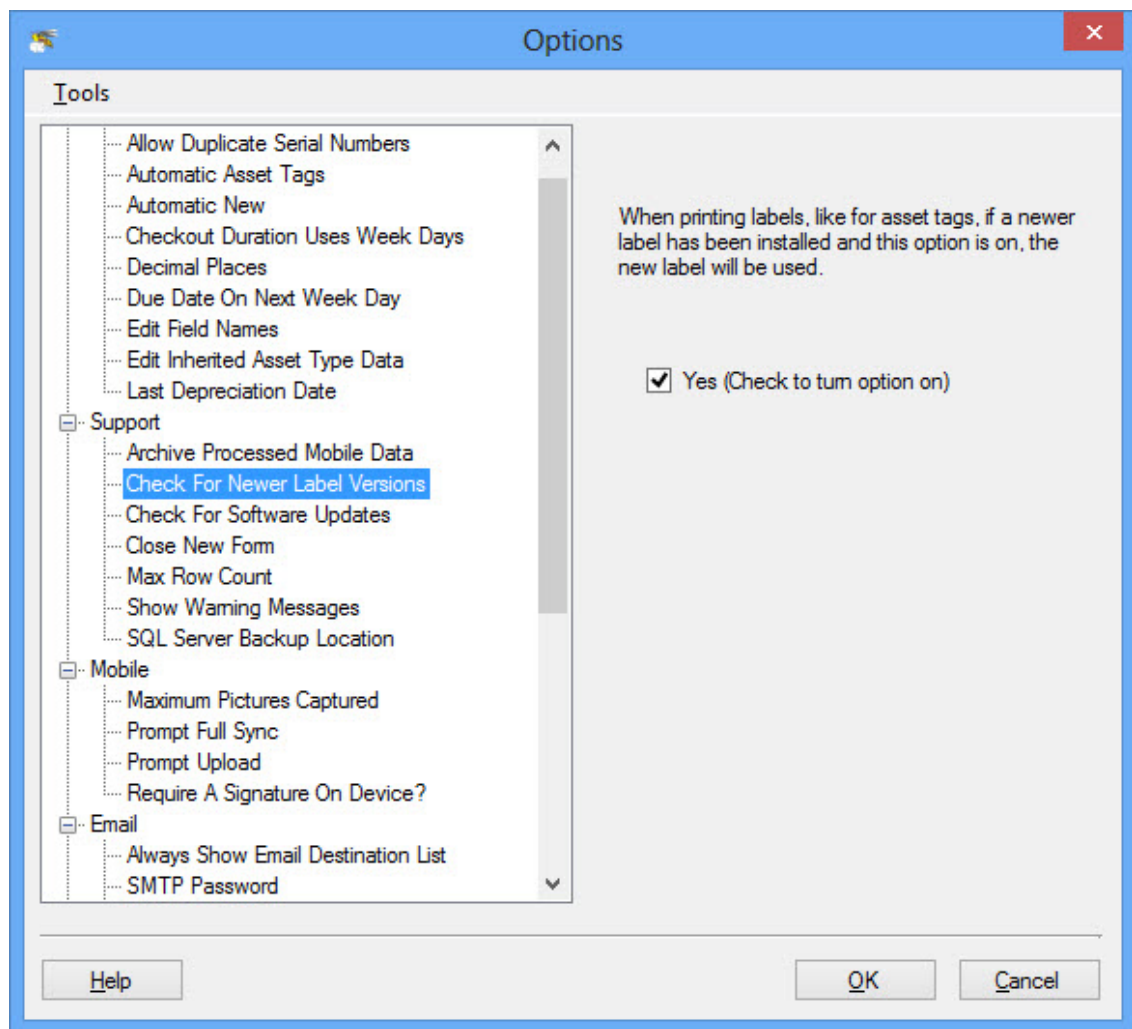 Options
Tools
Allow Duplicate Serial Numbers
Automatic Asset Tags
Automatic New
Checkout Duration Uses Week Days
Decimal Places
Due Date On Next Week Day
Edit Field Names
Edit Inherited Asset Type Data
Last Depreciation Date
Support
Archive Processed Mobile Data
Check For Newer Label Versions
Check For Software Updates
Close New Form
Max Row Count
Show Warning Messages
SQL Server Backup Location
Mobile
Maximum Pictures Captured
Prompt Full Sync
Prompt Upload
Require A Signature On Device?
Email
Always Show Email Destination List
SMTP Password
When printing labels, like for asset tags, if a newer
label has been installed and this option is on, the
new label will be used.
Yes (Check to turn option on)
Help
OK
Cancel